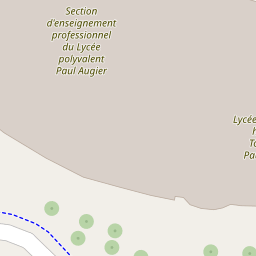 Section
d'enseignement
professionnel
du Lycée
polyvalent
Paul Augier
Lycée